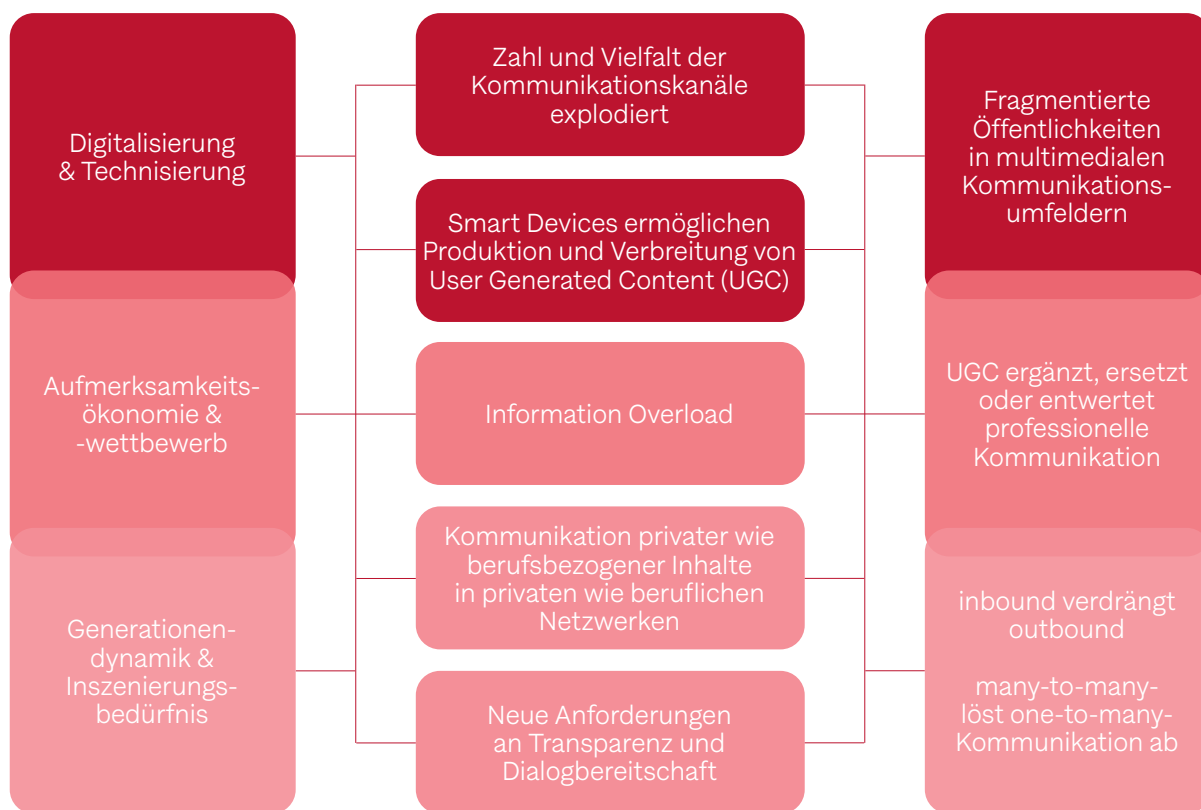 Digitalisierung
& Technisierung
Aufmerksamkeits-
ökonomie &
-wettbewerb
Generationen-
dynamik &
Inszenierungs-
bedürfnis
Zahl und Vielfalt der
Kommunikationskanäle
explodiert
Smart Devices ermöglichen
Produktion und Verbreitung von
User Generated Content (UGC)
Information Overload
Kommunikation privater wie
berufsbezogener Inhalte
in privaten wie beruflichen
Netzwerken
Neue Anforderungen
an Transparenz und
Dialogbereitschaft
Fragmentierte
Öffentlichkeiten
in multimedialen
Kommunikations-
umfeldern
UGC ergänzt, ersetzt
oder entwertet
professionelle
Kommunikation
inbound verdrängt
outbound
many-to-many-
löst one-to-many-
Kommunikation ab